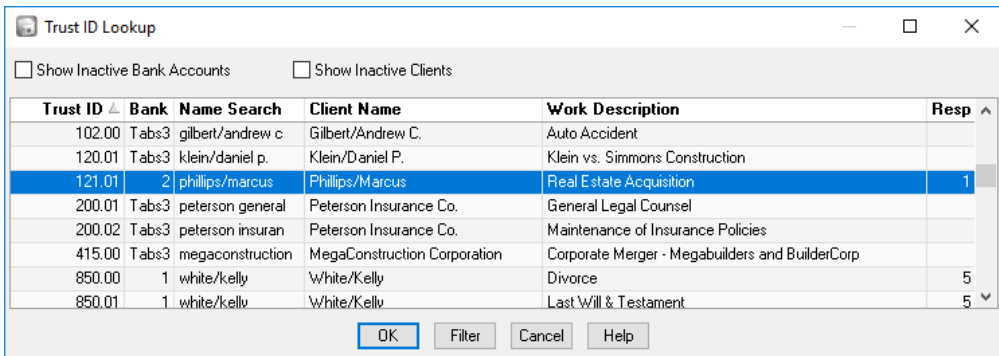 Trust ID Lookup
Show Inactive Bank Accounts Show Inactive Clients
Trust ID Bank Name Search Client Name Work Description Resp
102.00 Tabs3 gilbert/andrew c Gilbert/Andrew C. Auto Accident
120.01 Tabs3 klein/daniel p. Klein/Daniel P. Klein vs. Simmons Construction
121.01 2 phillips/marcus Phillips/Marcus Real Estate Acquisition 1
200.01 Tabs3 peterson general Peterson Insurance Co. General Legal Counsel
200.02 Tabs3 peterson insuran Peterson Insurance Co. Maintenance of Insurance Policies
415.00 Tabs3 megaconstruction MegaConstruction Corporation Corporate Merger - Megabuilders and BuilderCorp
850.00 1 white/kelly White/Kelly Divorce 5
850.01 1 white/kelly White/Kelly Last Will & Testament 5
OK Filter Cancel Help